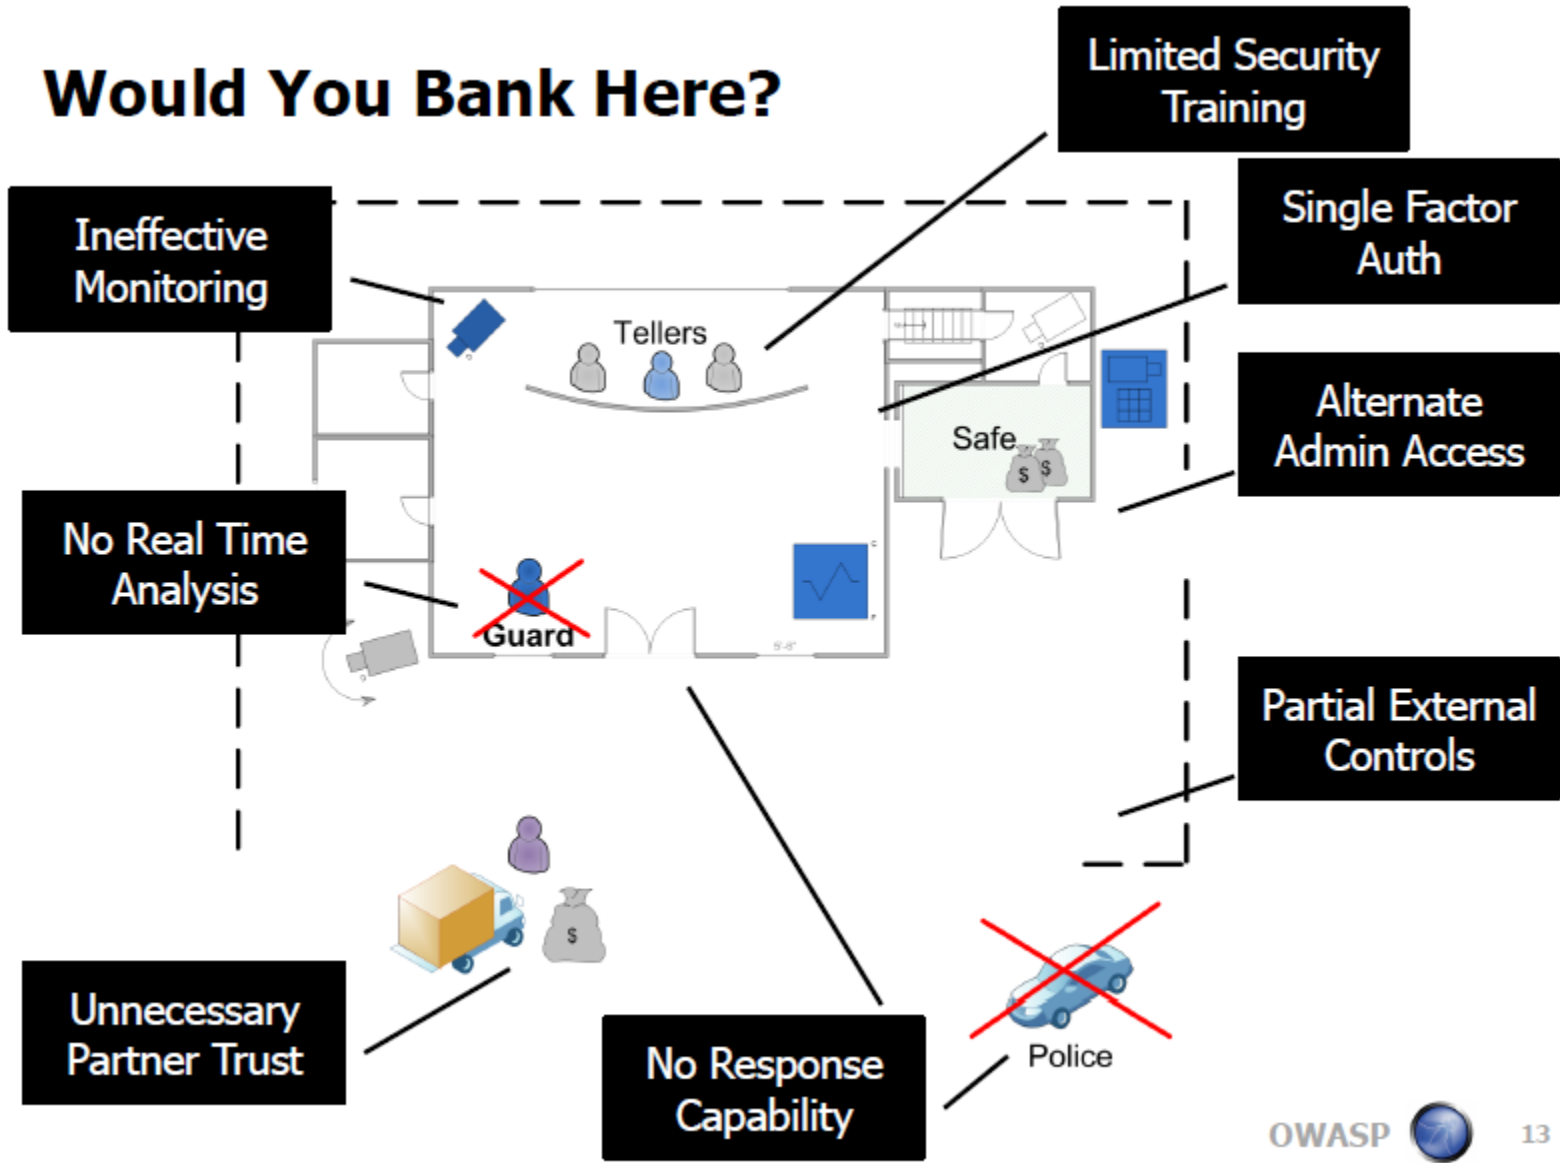 Would You Bank Here?
Limited Security
Training
Ineffective
Monitoring
Single Factor
Auth
Tellers
Alternate
Admin Access
Safe
$ $
No Real Time
Analysis
Guard
Partial External
Controls
$
Unnecessary
Partner Trust
No Response
Capability
Police
OWASP
13